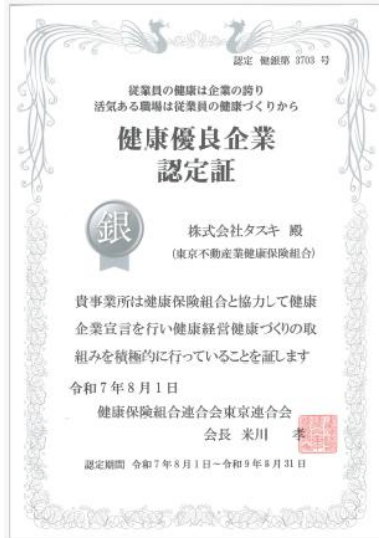 認定 健銀第 3703 号
従業員の健康は企業の誇り
活気ある職場は従業員の健康づくりから
健康優良企業
認定証
銀
株式会社タスキ 殿
(東京不動産業健康保険組合)
貴事業所は健康保険組合と協力して健康
企業宣言を行い健康経営健康づくりの取
組みを積極的に行っていることを証します
令和7年8月1日
健康保険組合連合会東京連合会
会長 米川 孝
認定期間 令和7年8月1日~令和9年8月31日